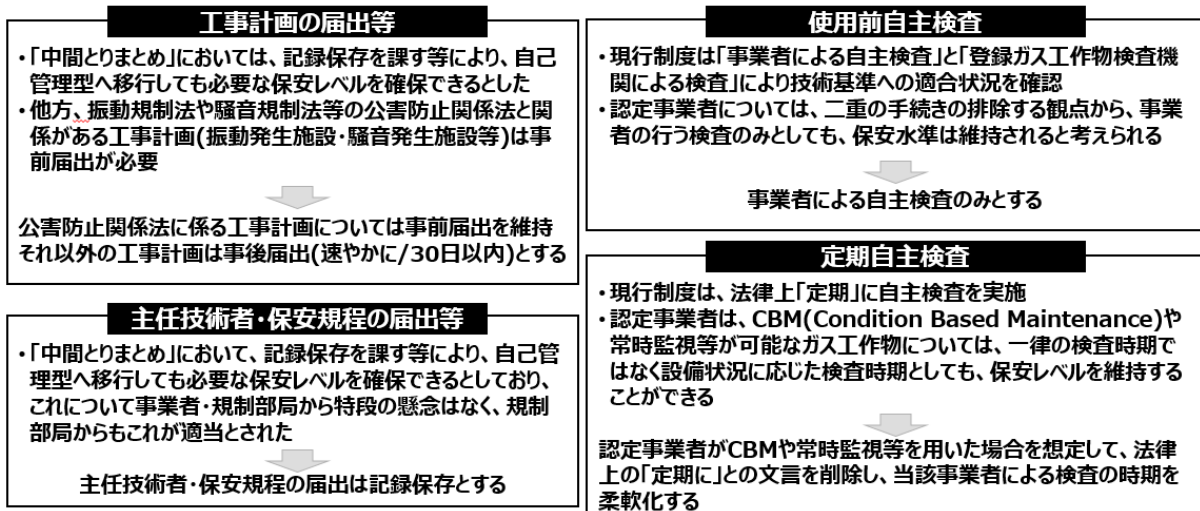 工事計画の届出等
・「中間とりまとめ」においては、記録保存を課す等により、自己
管理型へ移行しても必要な保安レベルを確保できるとした
・他方、振動規制法や騒音規制法等の公害防止関係法と関
係がある工事計画(振動発生施設・騒音発生施設等)は事
前届出が必要
公害防止関係法に係る工事計画については事前届出を維持
それ以外の工事計画は事後届出(速やかに/30日以内)とする
主任技術者・保安規程の届出等
・「中間とりまとめ」において、記録保存を課す等により、自己管
理型へ移行しても必要な保安レベルを確保できるとしており、
これについて事業者・規制部局から特段の懸念はなく、規制
部局からもこれが適当とされた
主任技術者・保安規程の届出は記録保存とする
使用前自主検査
・現行制度は「事業者による自主検査」と「登録ガス工作物検査機
関による検査」により技術基準への適合状況を確認
・認定事業者については、二重の手続きの排除する観点から、事業
者の行う検査のみとしても、保安水準は維持されると考えられる
事業者による自主検査のみとする
定期自主検査
・現行制度は、法律上「定期」に自主検査を実施
・認定事業者は、CBM(Condition Based Maintenance)や
常時監視等が可能なガス工作物については、一律の検査時期で
はなく設備状況に応じた検査時期としても、保安レベルを維持する
ことができる
認定事業者がCBMや常時監視等を用いた場合を想定して、法律
上の「定期に」との文言を削除し、当該事業者による検査の時期を
柔軟化する